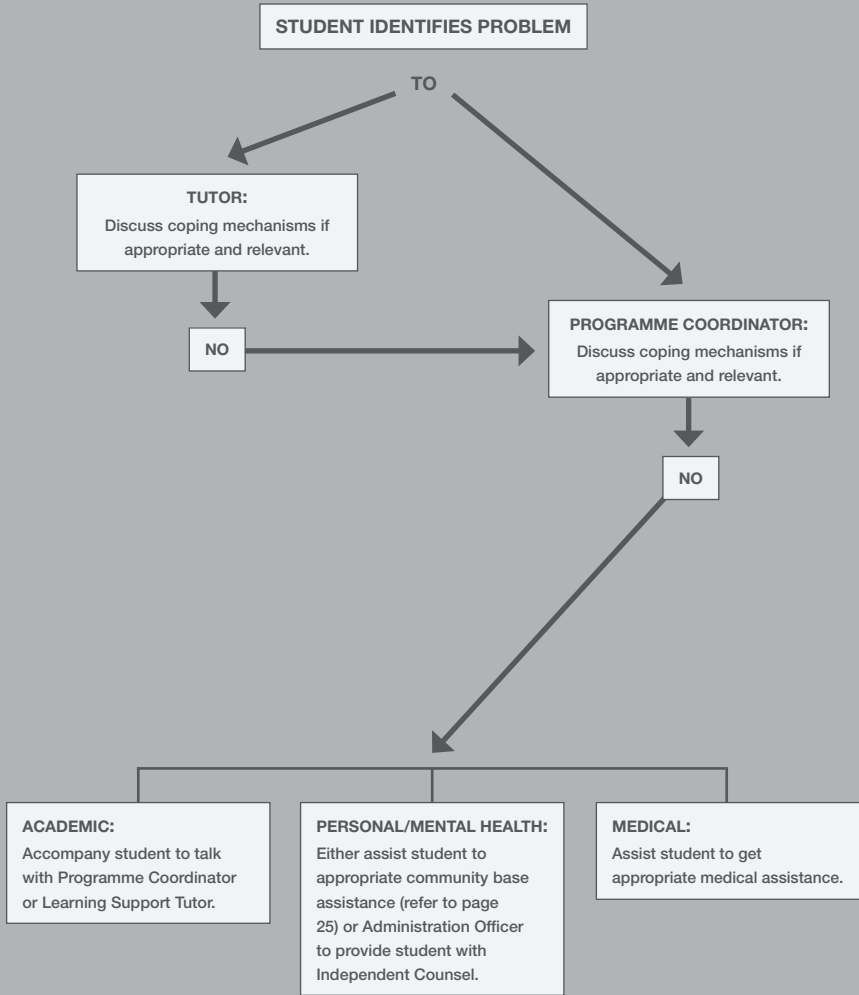 STUDENT IDENTIFIES PROBLEM
TO
TUTOR:
Discuss coping mechanisms if
appropriate and relevant.
NO
PROGRAMME COORDINATOR:
Discuss coping mechanisms if
appropriate and relevant.
NO
ACADEMIC:
Accompany student to talk
with Programme Coordinator
or Learning Support Tutor.
PERSONAL/MENTAL HEALTH:
Either assist student to
appropriate community base
assistance (refer to page
25) or Administration Officer
to provide student with
Independent Counsel.
MEDICAL:
Assist student to get
appropriate medical assistance.